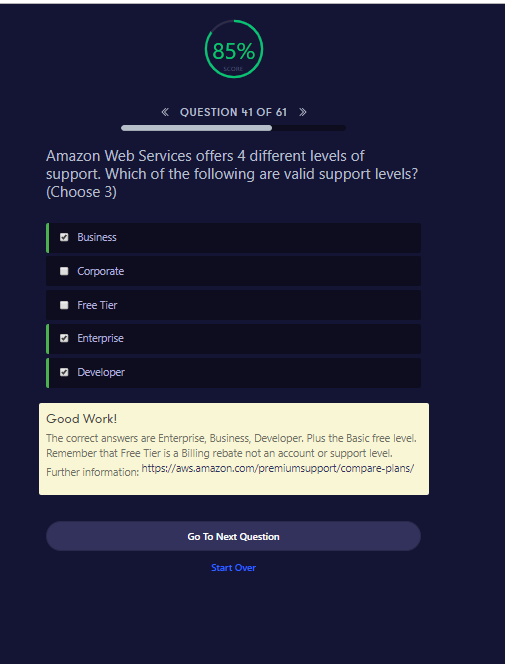 85%
SCORE
« QUESTION 41 OF 61 »
Amazon Web Services offers 4 different levels of
support. Which of the following are valid support levels?
(Choose 3)
Business
Corporate
Free Tier
Enterprise
Developer
Good Work!
The correct answers are Enterprise, Business, Developer. Plus the Basic free level.
Remember that Free Tier is a Billing rebate not an account or support level.
Further information: https://aws.amazon.com/premiumsupport/compare-plans/
Go To Next Question
Start Over